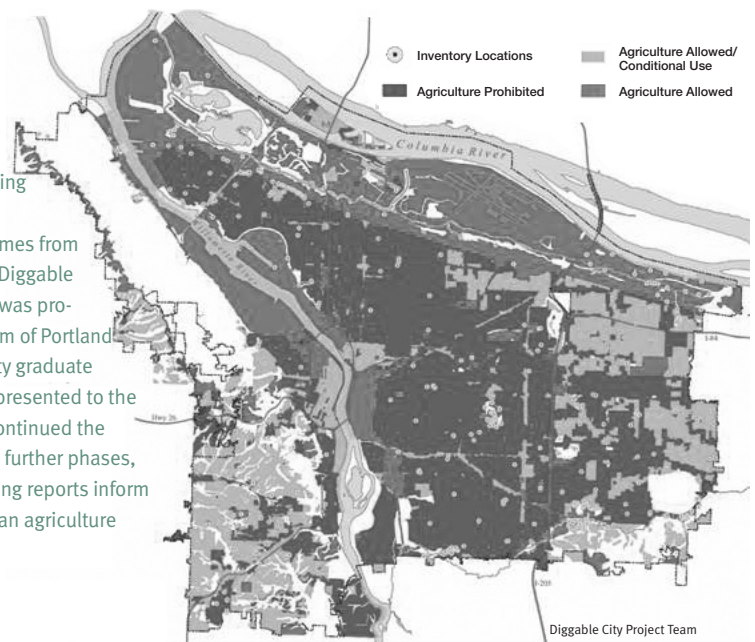 Inventory Locations
Agriculture Prohibited
Agriculture Allowed/
Conditional Use
Agriculture Allowed
Columbia River
Willamette River
Hwy 26
I-84
I-205
ing
mes from
Diggable
was pro-
m of Portland
ty graduate
presented to the
ontinued the
further phases,
ng reports inform
an agriculture
Diggable City Project Team